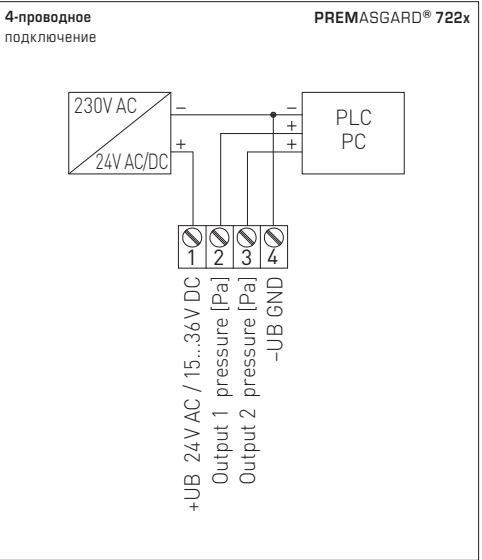 4-проводное
подключение
PREMASGARD® 722x
230V AC
24V AC/DC
–
+
–
+
+
PLC
PC
1 2 3 4
+UB 24V AC / 15...36V DC
Output 1 pressure [Pa]
Output 2 pressure [Pa]
–UB GND